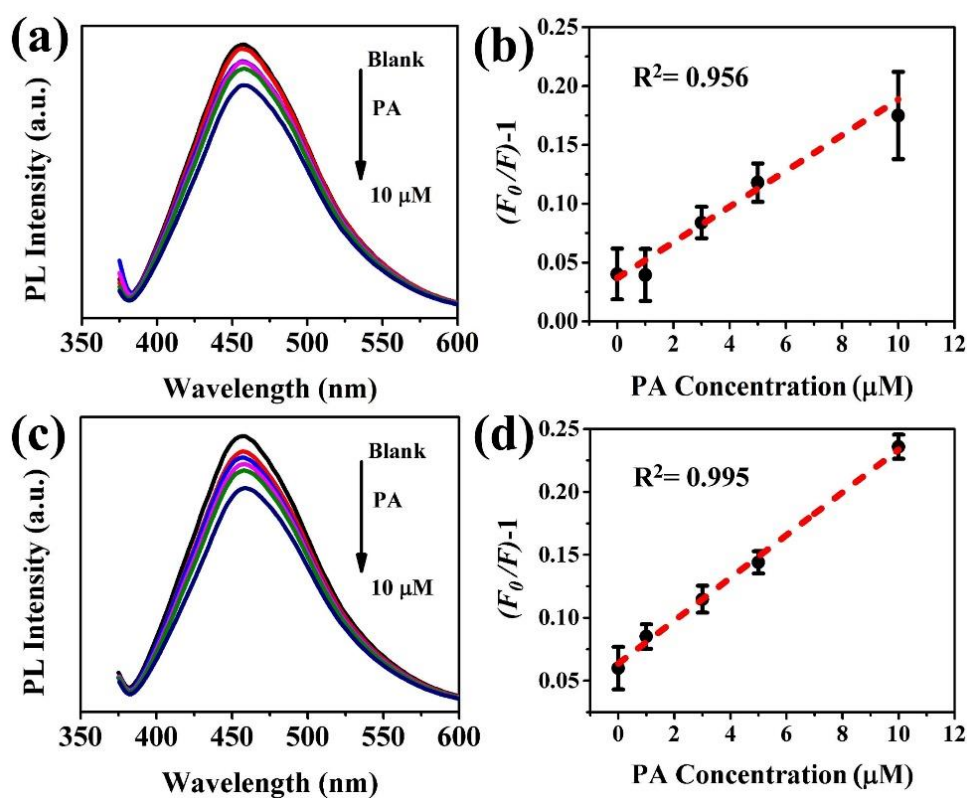 (a)
PL Intensity (a.u.)
Blank
PA
10 μM
350 400 450 500 550 600
Wavelength (nm)
(b)
(F0/F)-1
0.25
0.20
0.15
0.10
0.05
0.00
R2= 0.956
0 2 4 6 8 10 12
PA Concentration (μM)
(c)
PL Intensity (a.u.)
Blank
PA
10 μM
350 400 450 500 550 600
Wavelength (nm)
(d)
(F0/F)-1
0.25
0.20
0.15
0.10
0.05
R2= 0.995
0 2 4 6 8 10 12
PA Concentration (μM)